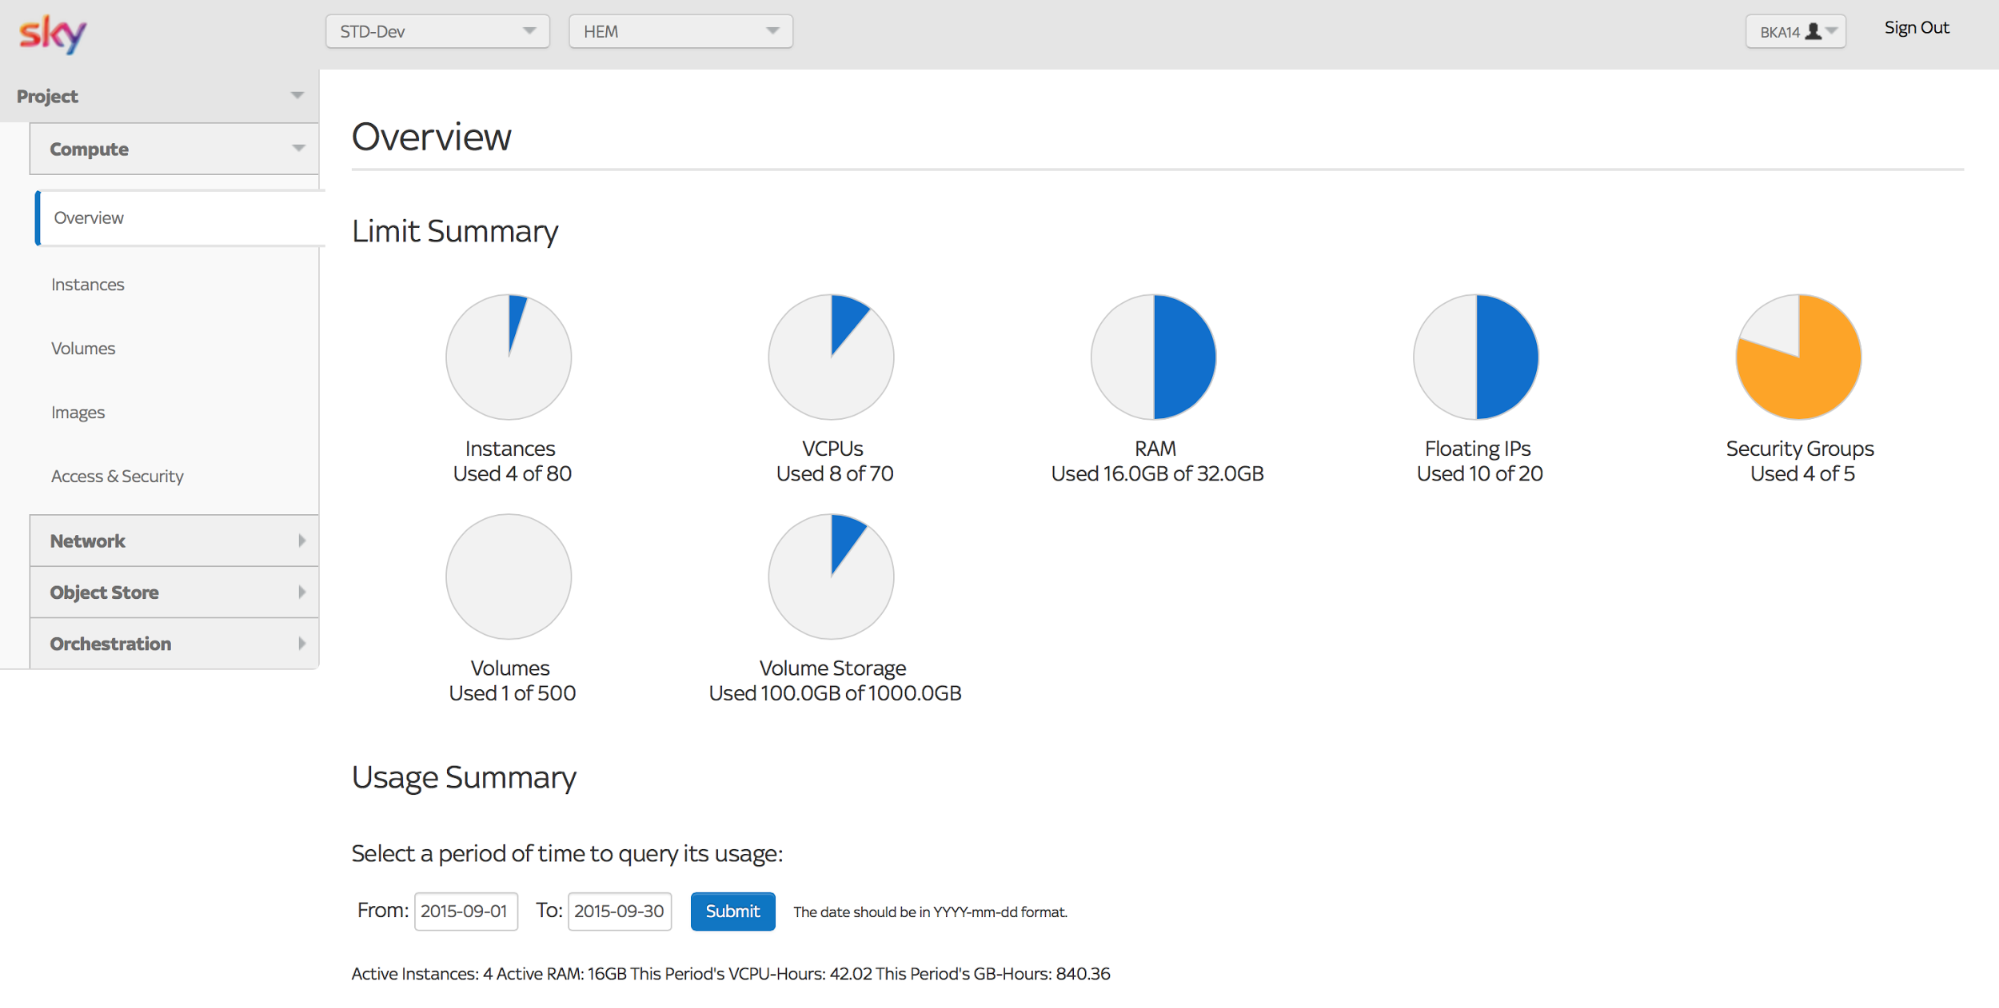 sky
STD-Dev
HEM
BKA14
Sign Out
Project
Compute
Overview
Instances
Volumes
Images
Access & Security
Network
Object Store
Orchestration
Overview
Limit Summary
Instances
Used 4 of 80
VCPUs
Used 8 of 70
RAM
Used 16.0GB of 32.0GB
Floating IPs
Used 10 of 20
Security Groups
Used 4 of 5
Volumes
Used 1 of 500
Volume Storage
Used 100.0GB of 1000.0GB
Usage Summary
Select a period of time to query its usage:
From: 2015-09-01 To: 2015-09-30 Submit The date should be in YYYY-mm-dd format.
Active Instances: 4 Active RAM: 16GB This Period's VCPU-Hours: 42.02 This Period's GB-Hours: 840.36